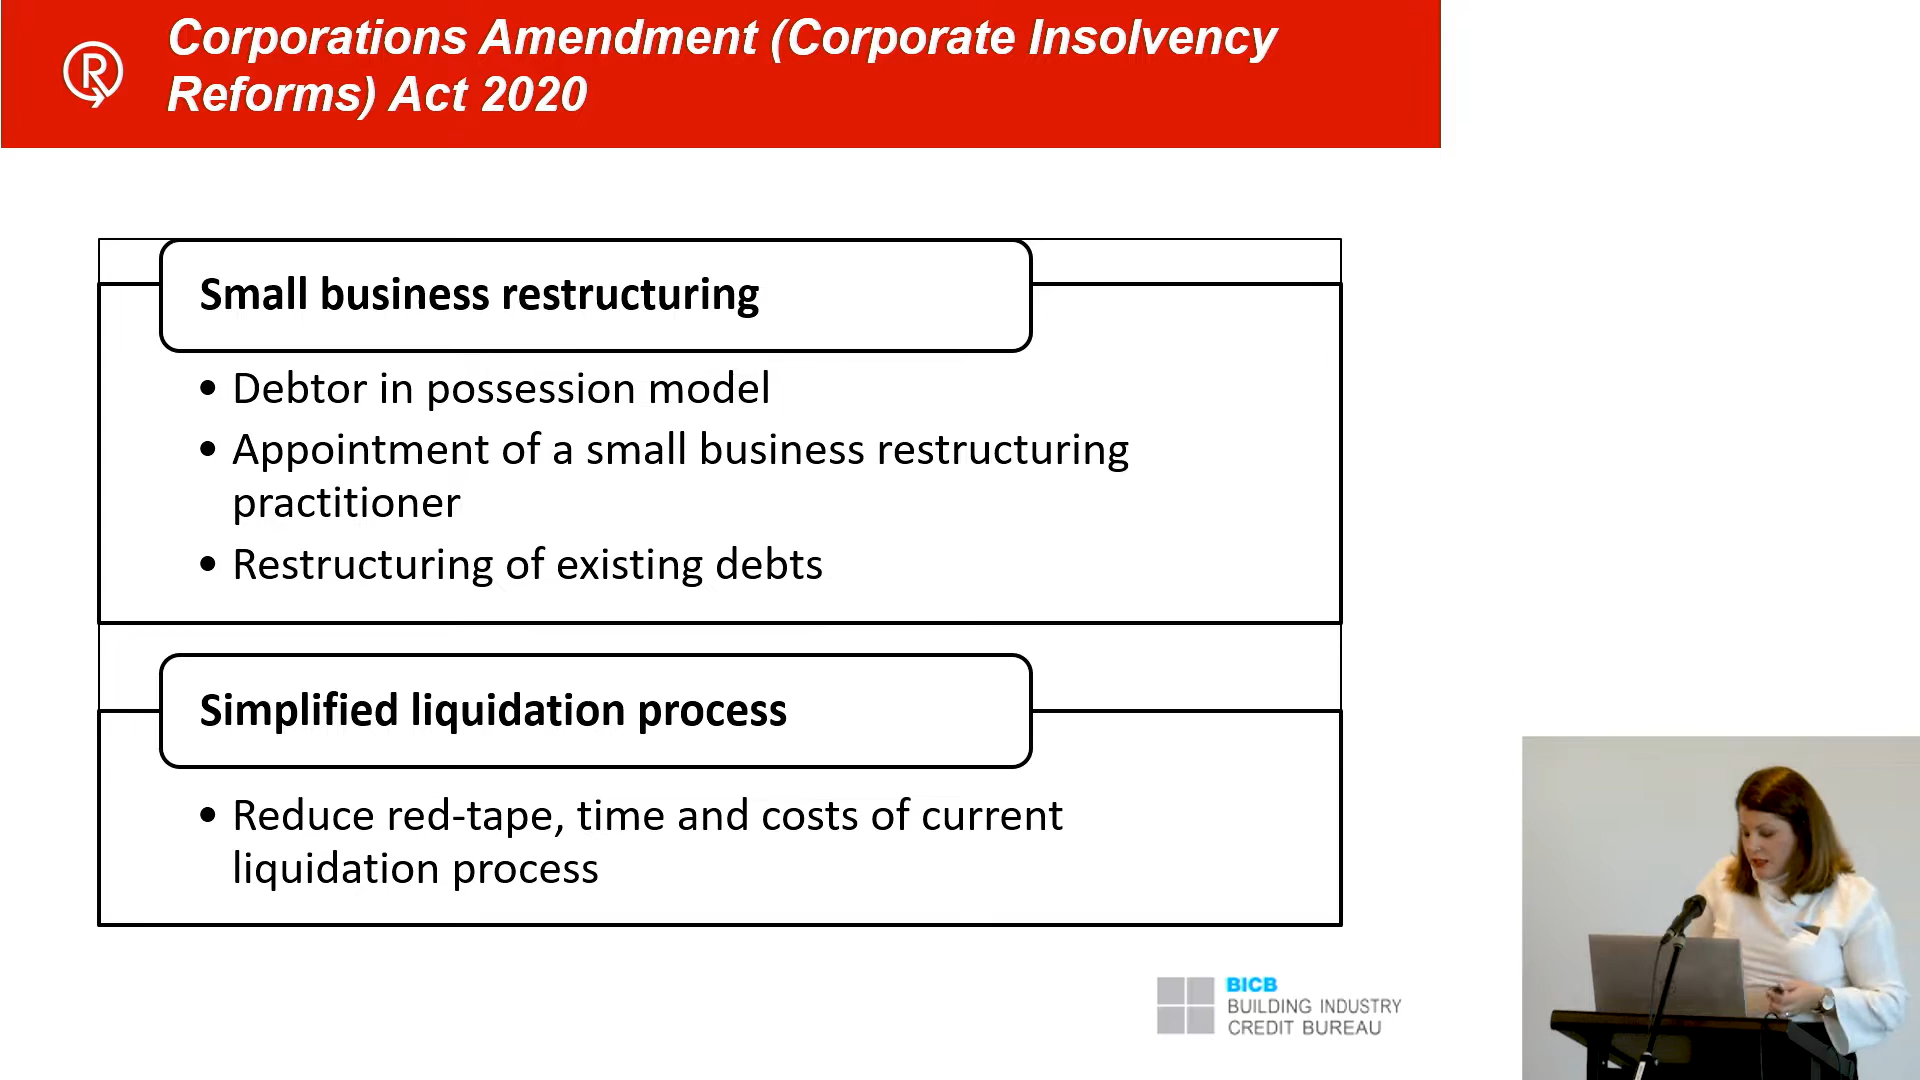 Corporations Amendment (Corporate Insolvency
Reforms) Act 2020
R
Small business restructuring
• Debtor in possession model
• Appointment of a small business restructuring
practitioner
• Restructuring of existing debts
Simplified liquidation process
• Reduce red-tape, time and costs of current
liquidation process
BICB
BUILDING INDUSTRY
CREDIT BUREAU